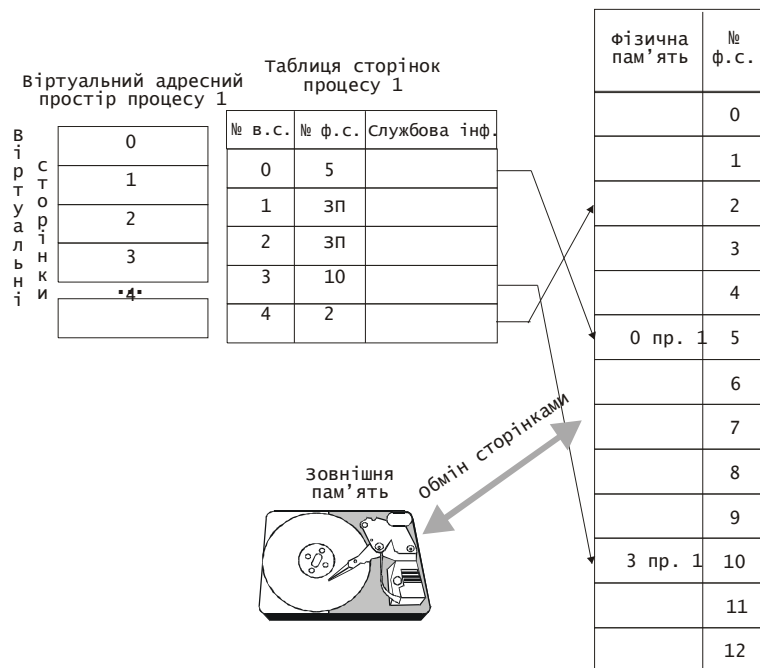 Віртуальний адресний
простір процесу 1
Віртуальні
сторінки
0
1
2
3
...
4
Таблиця сторінок
процесу 1
№ в.с. № ф.с. Службова інф.
0 5
1 ЗП
2 ЗП
3 10
4 2
Фізична
пам’ять
№
ф.с.
0
1
2
3
4
0 пр. 1 5
6
7
8
9
3 пр. 1 10
11
12
Обмін сторінками
Зовнішня
пам’ять